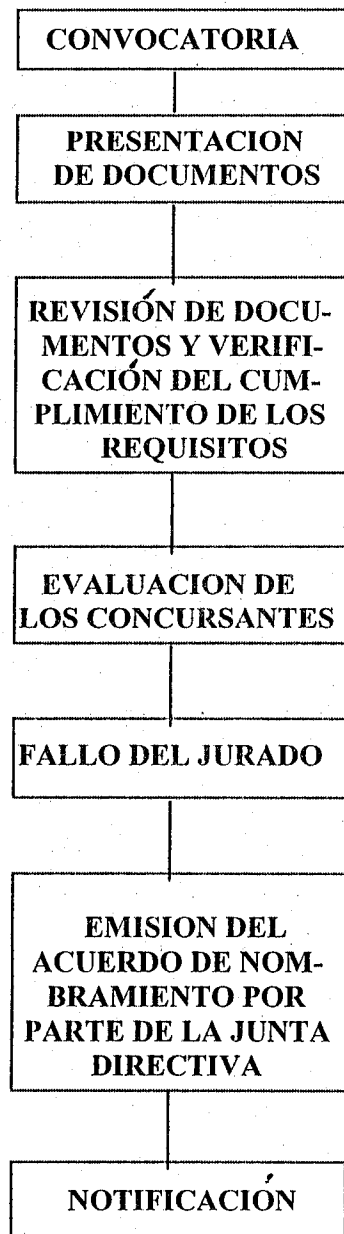 CONVOCATORIA
PRESENTACION
DE DOCUMENTOS
REVISIÓN DE DOCU-
MENTOS Y VERIFI-
CACIÓN DEL CUM-
PLIMIENTO DE LOS
REQUISITOS
EVALUACION DE
LOS CONCURSANTES
FALLO DEL JURADO
EMISION DEL
ACUERDO DE NOM-
BRAMIENTO POR
PARTE DE LA JUNTA
DIRECTIVA
NOTIFICACIÓN